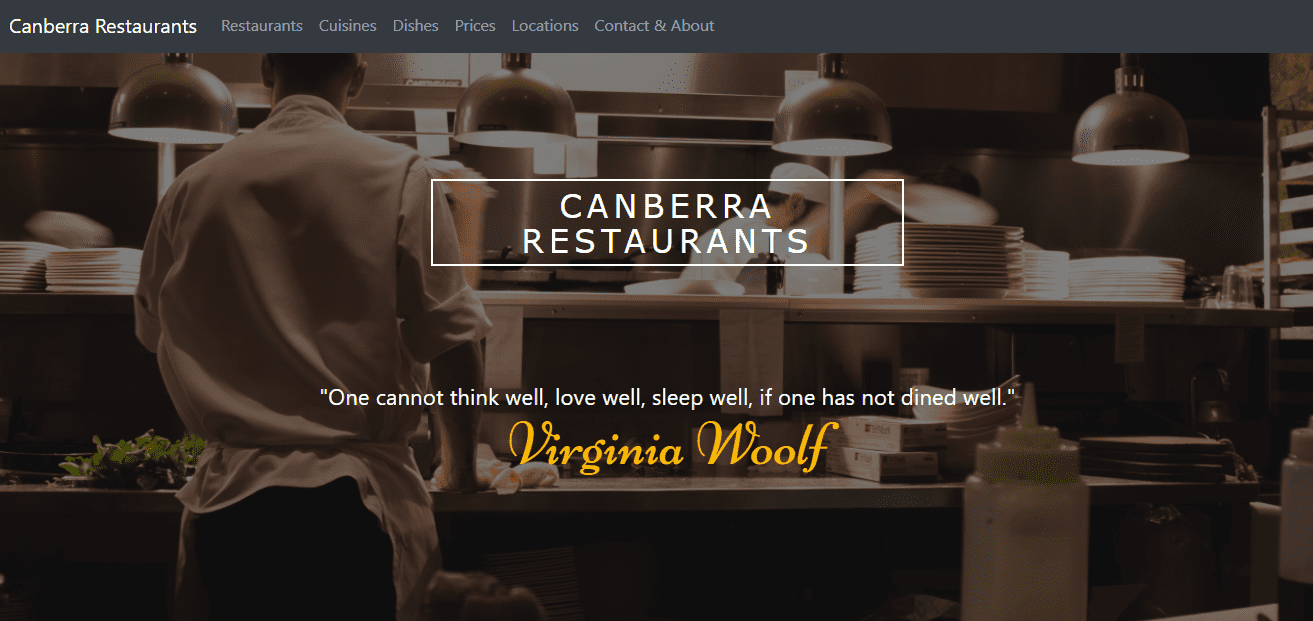 Canberra Restaurants Restaurants Cuisines Dishes Prices Locations Contact & About
CANBERRA
RESTAURANTS
"One cannot think well, love well, sleep well, if one has not dined well."
Virginia Woolf